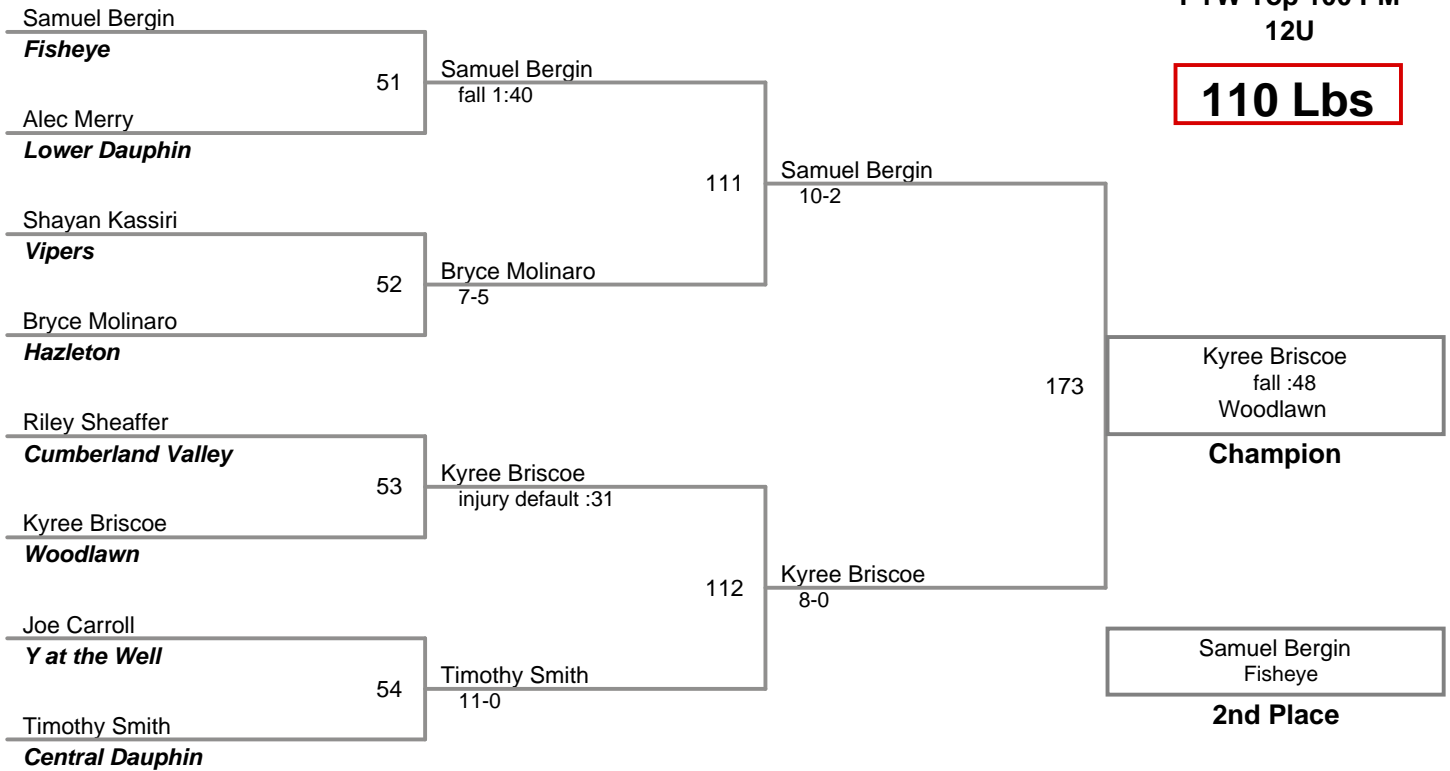 12U
110 Lbs
Samuel Bergin
Fisheye
51
Alec Merry
Lower Dauphin
Samuel Bergin
fall 1:40
Shayan Kassiri
Vipers
52
Bryce Molinaro
Hazleton
Bryce Molinaro
7-5
111
Samuel Bergin
10-2
Riley Sheaffer
Cumberland Valley
53
Kyree Briscoe
Woodlawn
Kyree Briscoe
injury default :31
Joe Carroll
Y at the Well
54
Timothy Smith
Central Dauphin
Timothy Smith
11-0
112
Kyree Briscoe
8-0
173
Kyree Briscoe
fall :48
Woodlawn
Champion
Samuel Bergin
Fisheye
2nd Place